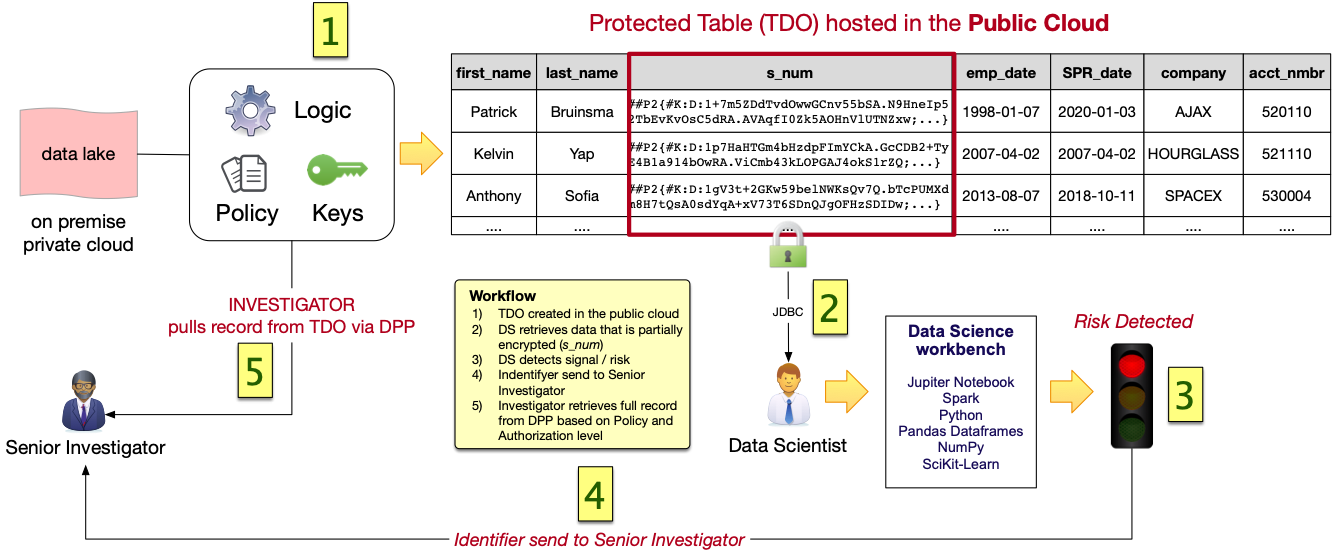 1
Protected Table (TDO) hosted in the Public Cloud
first_name last_name s_num emp_date SPR_date company acct_nmbr
Patrick Bruinsma ##P2{#K:D:1+7m5ZDdTvdOwwGCnv55bSA.N9HneIp5 1998-01-07 2020-01-03 AJAX 520110
2TbEvKvOsC5dRA.AVAqfI0Zk5AOHnVlUTNZxw;...}
Kelvin Yap ##P2{#K:D:1p7HaHTGm4bHzdpFImYCkA.GcCDB2+Ty 2007-04-02 2007-04-02 HOURGLASS 521110
E4B1a914bOwRA.ViCmb43kLOPGAJ4okS1rZQ;...}
Anthony Sofia ##P2{#K:D:1gV3t+2GKw59belNWKsQv7Q.bTcPUMXd 2013-08-07 2018-10-11 SPACEX 530004
m8H7tQsA0sdYqA+xV73T6SDnQJgOFHzSDIDw;...}
.... .... ... .... .... .... ....
data lake
on premise
private cloud
Logic
Policy Keys
INVESTIGATOR
pulls record from TDO via DPP
5
Senior Investigator
Workflow
1) TDO created in the public cloud
2) DS retrieves data that is partially
encrypted (s_num)
3) DS detects signal / risk
4) Indentifyer send to Senior
Investigator
5) Investigator retrieves full record
from DPP based on Policy and
Authorization level
JDBC
2
Data Scientist
Data Science
workbench
Jupiter Notebook
Spark
Python
Pandas Dataframes
NumPy
SciKit-Learn
Risk Detected
3
4
Identifier send to Senior Investigator